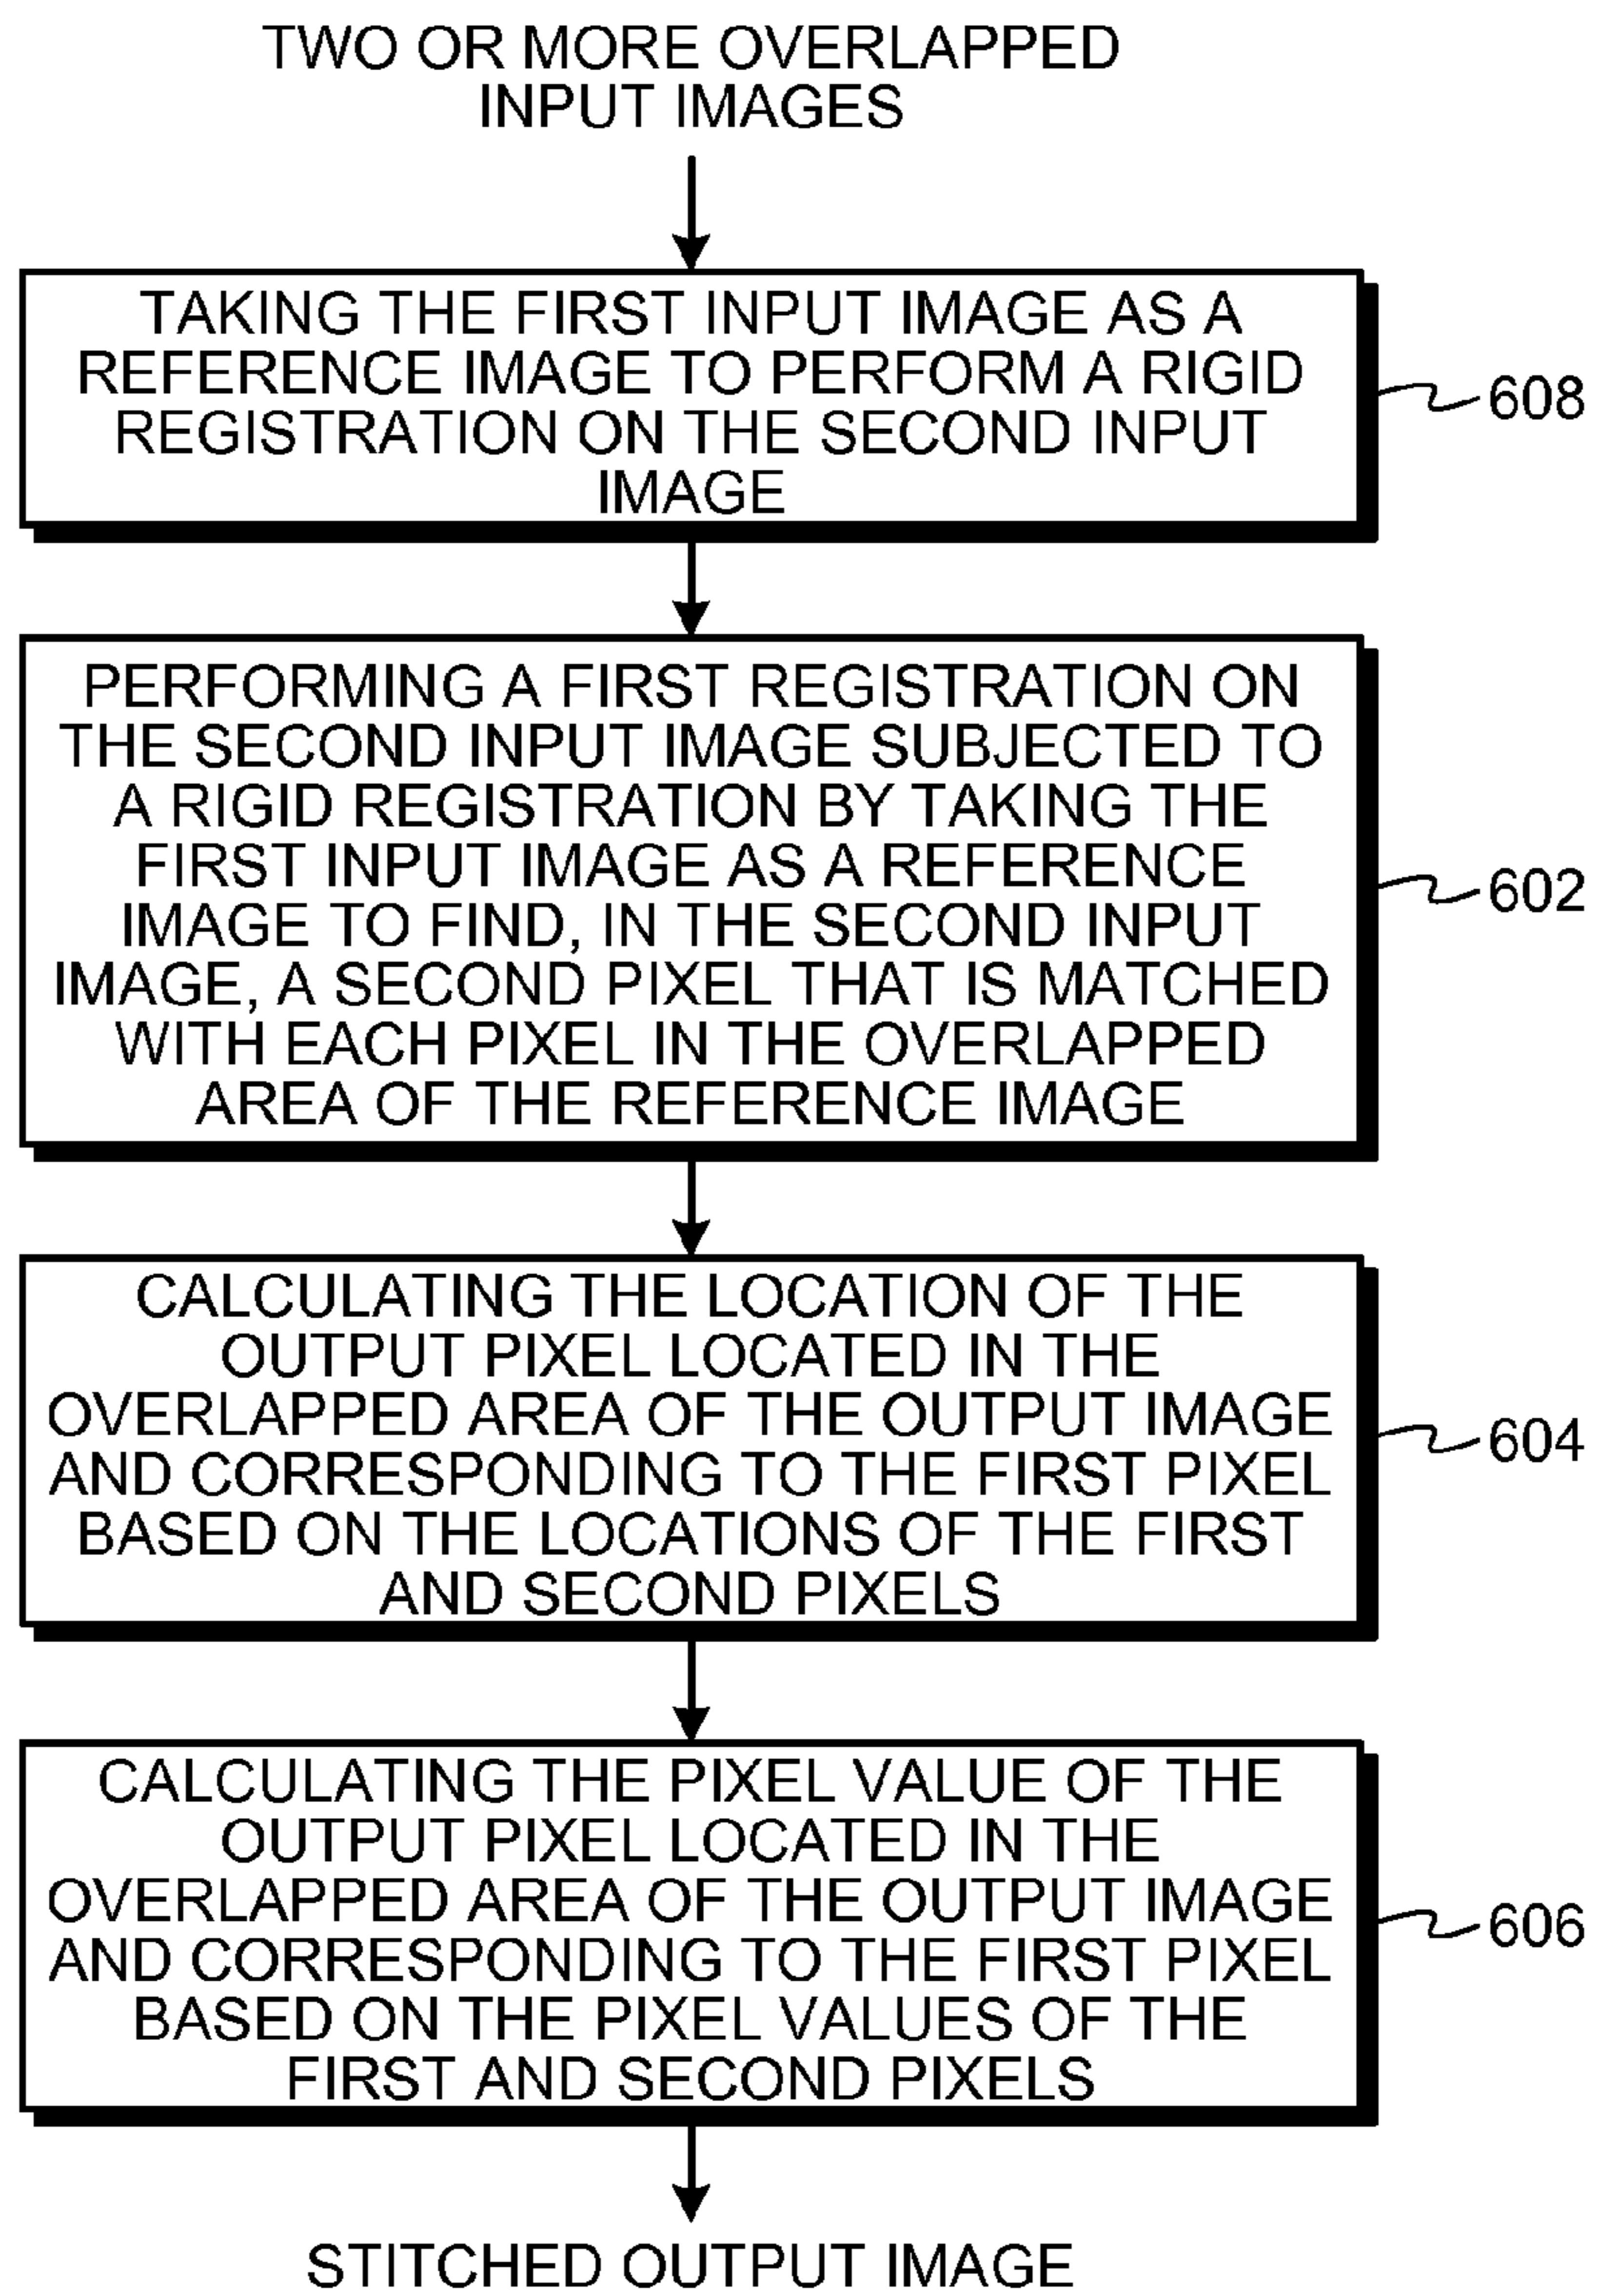 TWO OR MORE OVERLAPPED
INPUT IMAGES
TAKING THE FIRST INPUT IMAGE AS A
REFERENCE IMAGE TO PERFORM A RIGID
REGISTRATION ON THE SECOND INPUT
IMAGE
608
PERFORMING A FIRST REGISTRATION ON
THE SECOND INPUT IMAGE SUBJECTED TO
A RIGID REGISTRATION BY TAKING THE
FIRST INPUT IMAGE AS A REFERENCE
IMAGE TO FIND, IN THE SECOND INPUT
IMAGE, A SECOND PIXEL THAT IS MATCHED
WITH EACH PIXEL IN THE OVERLAPPED
AREA OF THE REFERENCE IMAGE
602
CALCULATING THE LOCATION OF THE
OUTPUT PIXEL LOCATED IN THE
OVERLAPPED AREA OF THE OUTPUT IMAGE
AND CORRESPONDING TO THE FIRST PIXEL
BASED ON THE LOCATIONS OF THE FIRST
AND SECOND PIXELS
604
CALCULATING THE PIXEL VALUE OF THE
OUTPUT PIXEL LOCATED IN THE
OVERLAPPED AREA OF THE OUTPUT IMAGE
AND CORRESPONDING TO THE FIRST PIXEL
BASED ON THE PIXEL VALUES OF THE
FIRST AND SECOND PIXELS
606
STITCHED OUTPUT IMAGE